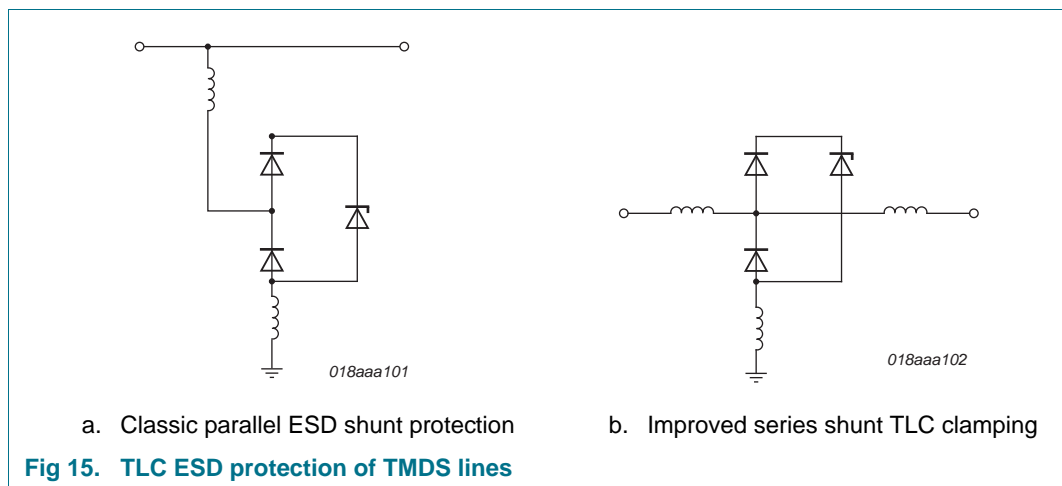 018aaa101
018aaa102
a. Classic parallel ESD shunt protection
b. Improved series shunt TLC clamping
Fig 15. TLC ESD protection of TMDS lines